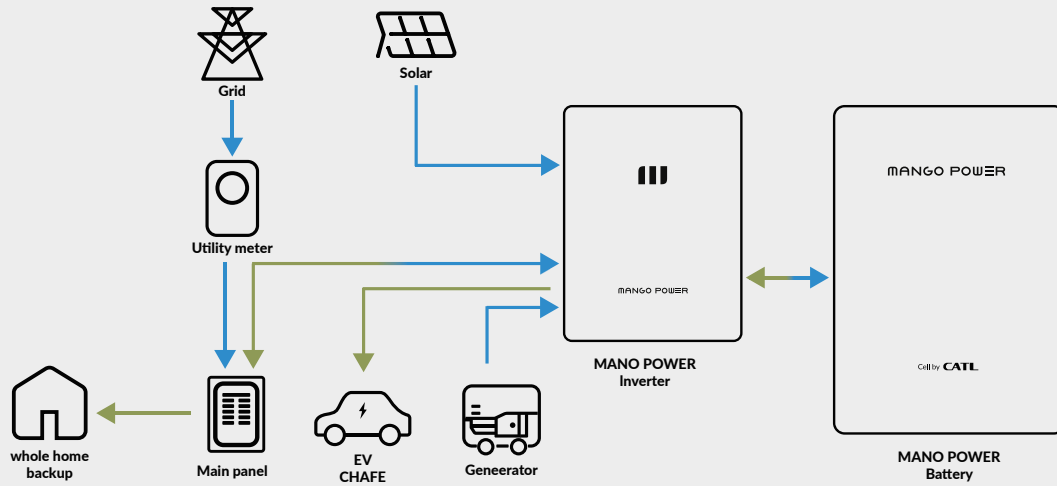 Grid
Solar
MANGO POWER
Utility meter
MANGO POWER
MANO POWER
Inverter
Cell by CATL
whole home
backup
Main panel
EV
CHAFE
Geneerator
MANO POWER
Battery